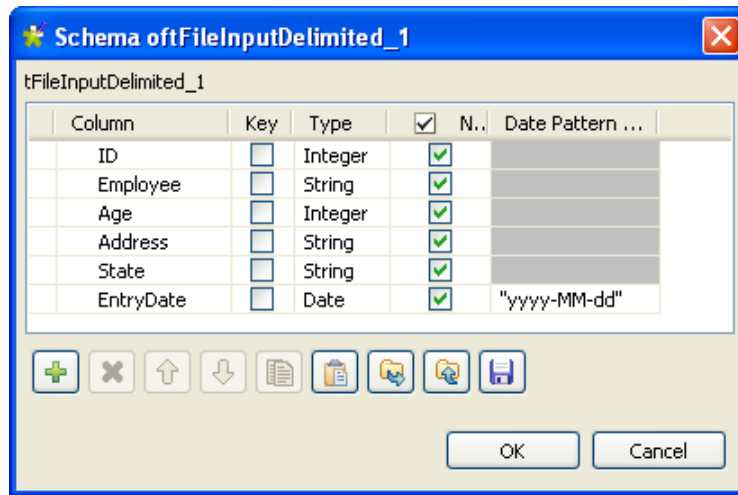 Schema oftFileInputDelimited_1
tFileInputDelimited_1
Column Key Type N.. Date Pattern ...
ID Integer
Employee String
Age Integer
Address String
State String
EntryDate Date "yyyy-MM-dd"
OK Cancel